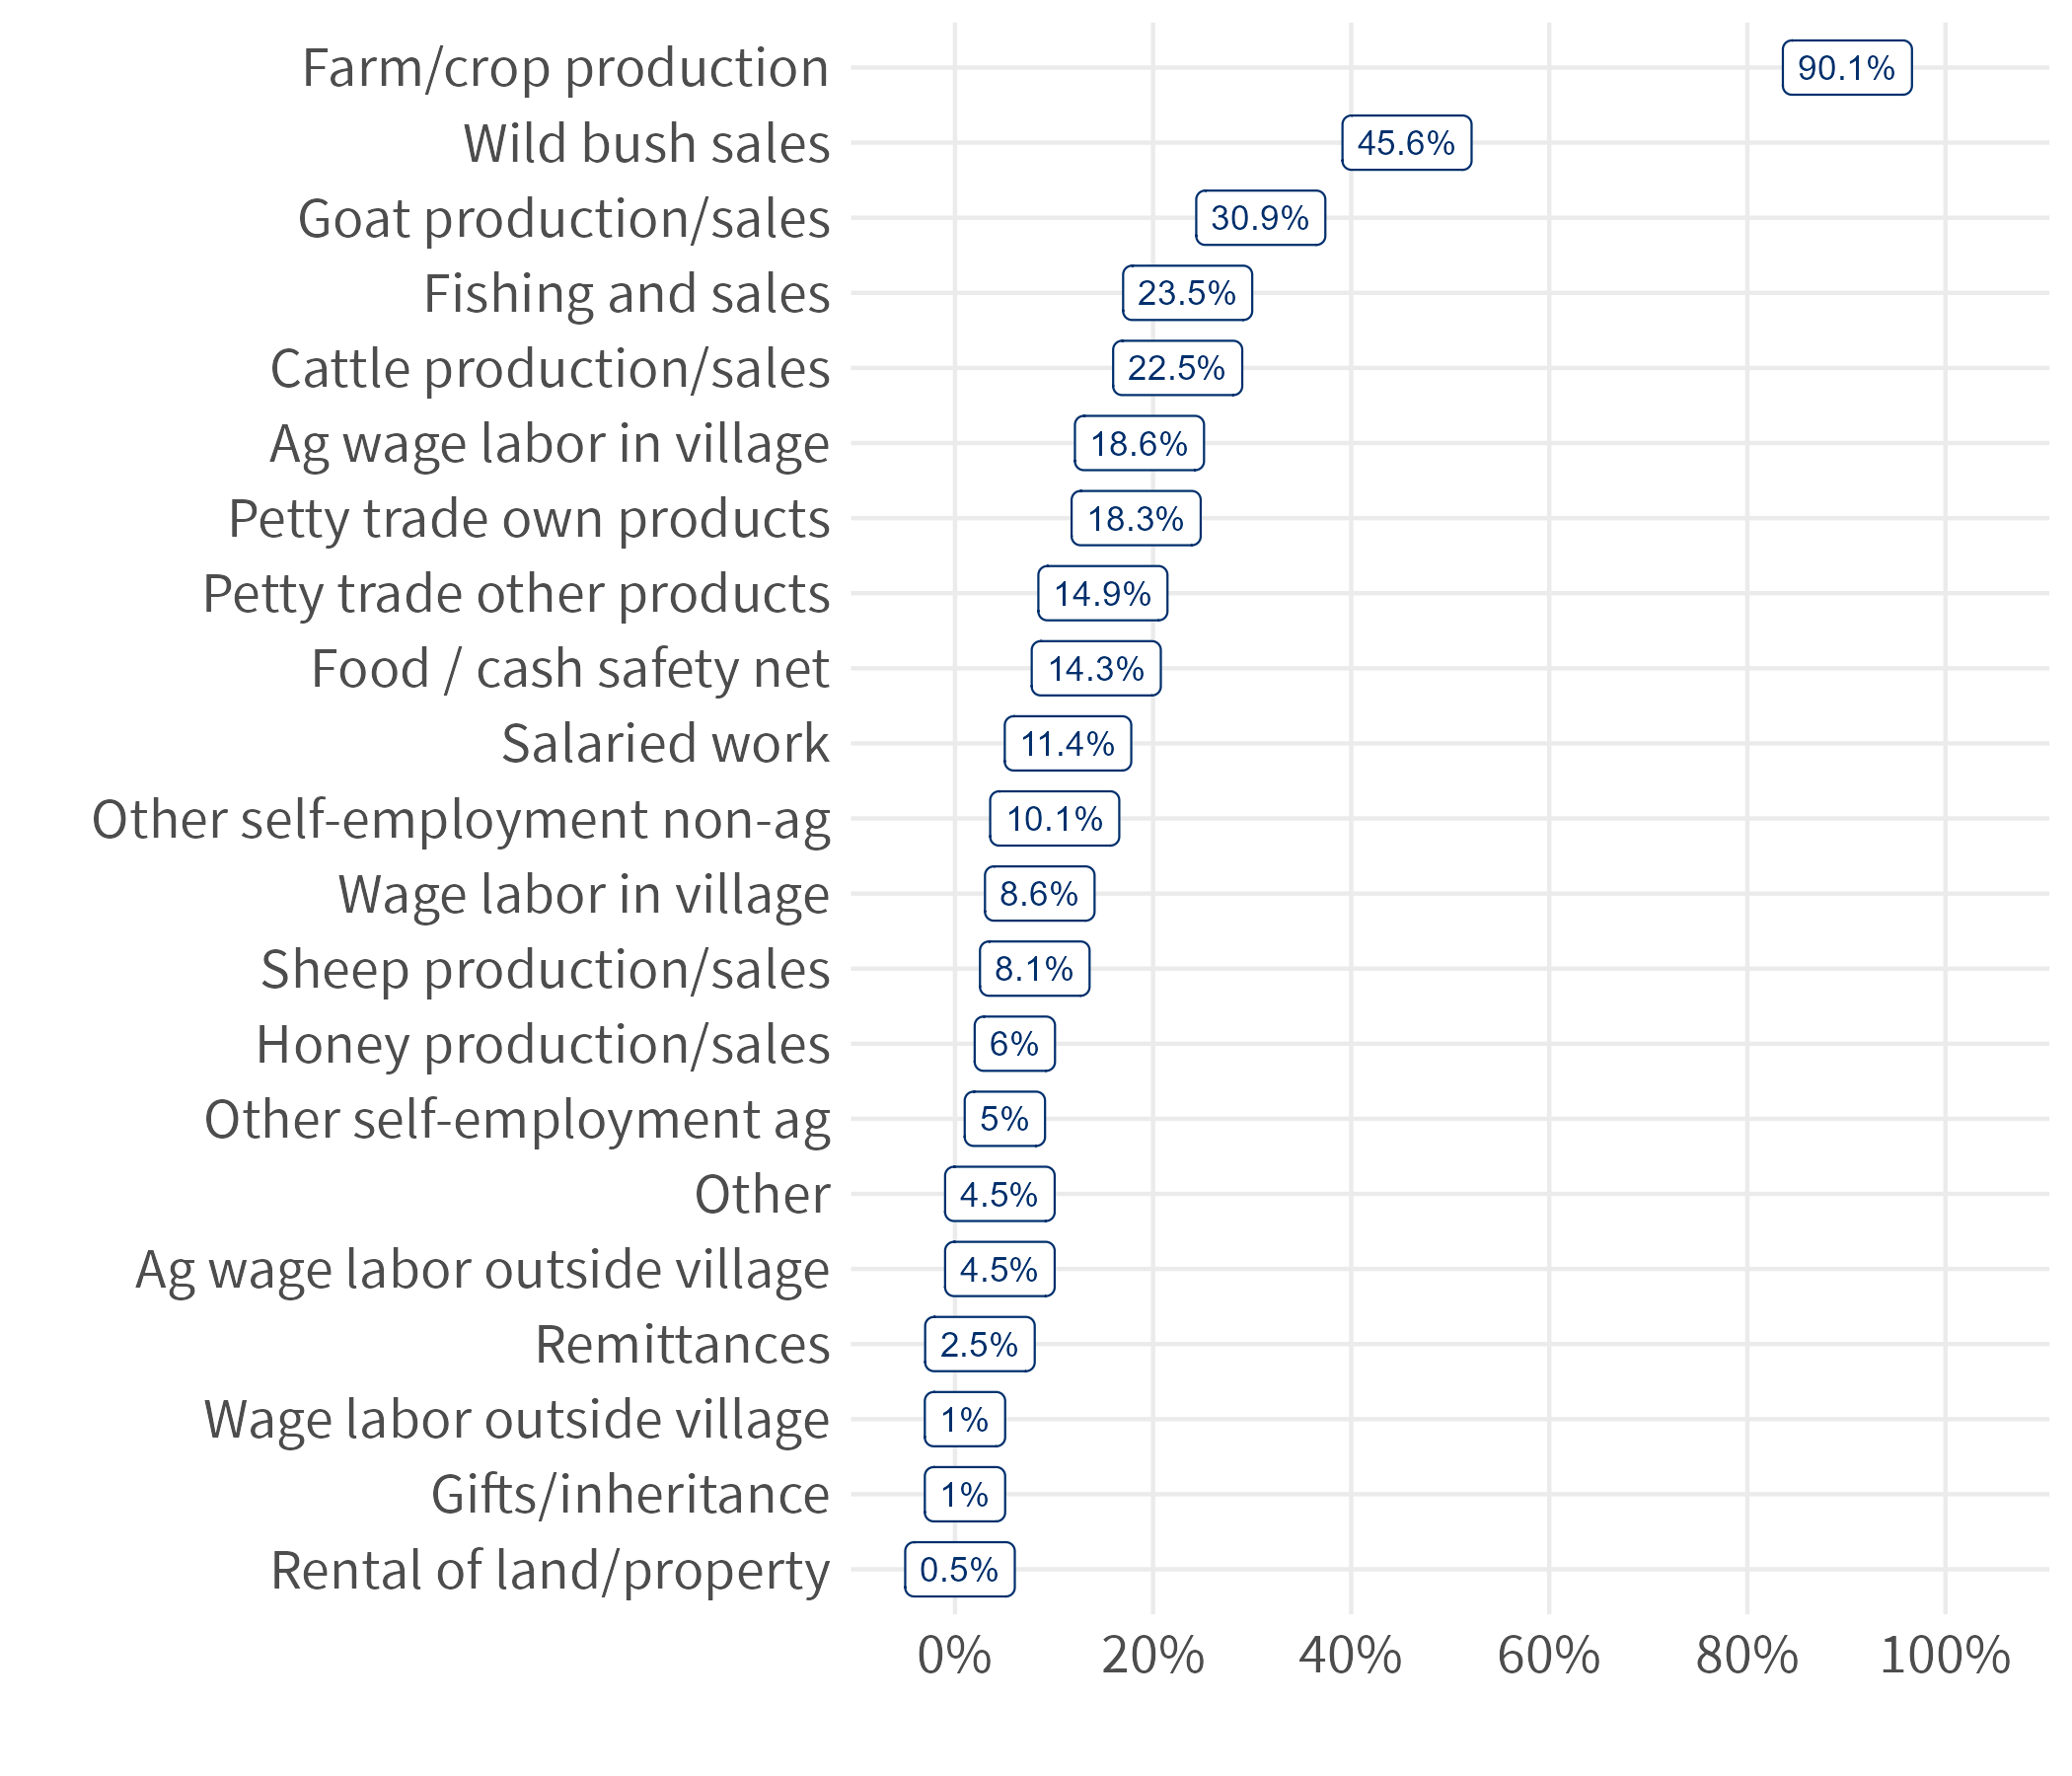 Farm/crop production 90.1%
Wild bush sales 45.6%
Goat production/sales 30.9%
Fishing and sales 23.5%
Cattle production/sales 22.5%
Ag wage labor in village 18.6%
Petty trade own products 18.3%
Petty trade other products 14.9%
Food / cash safety net 14.3%
Salaried work 11.4%
Other self-employment non-ag 10.1%
Wage labor in village 8.6%
Sheep production/sales 8.1%
Honey production/sales 6%
Other self-employment ag 5%
Other 4.5%
Ag wage labor outside village 4.5%
Remittances 2.5%
Wage labor outside village 1%
Gifts/inheritance 1%
Rental of land/property 0.5%
0% 20% 40% 60% 80% 100%